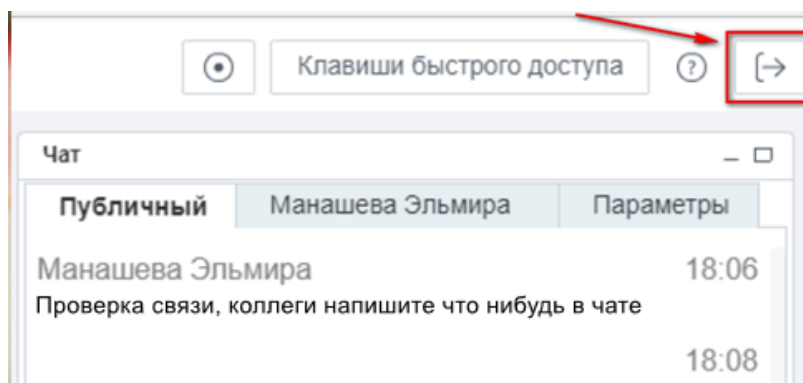 Клавиши быстрого доступа ?
Чат
Публичный Манашева Эльмира Параметры
Манашева Эльмира 18:06
Проверка связи, коллеги напишите что нибудь в чате
18:08